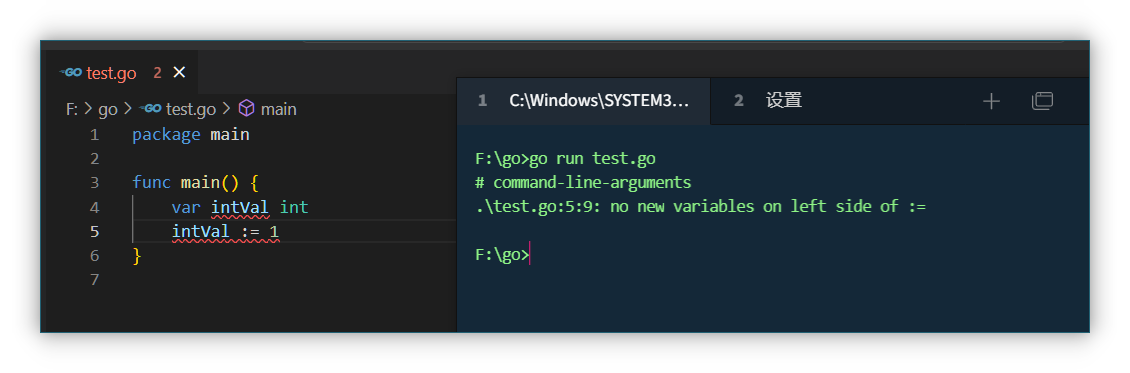 GO test.go 2
F: > go > GO test.go > main
1 package main
2
3 func main() {
4 var intVal int
5 intVal := 1
6 }
7
1 C:\Windows\SYSTEM3... 2 设置
F:\go>go run test.go
# command-line-arguments
.\test.go:5:9: no new variables on left side of :=
F:\go>